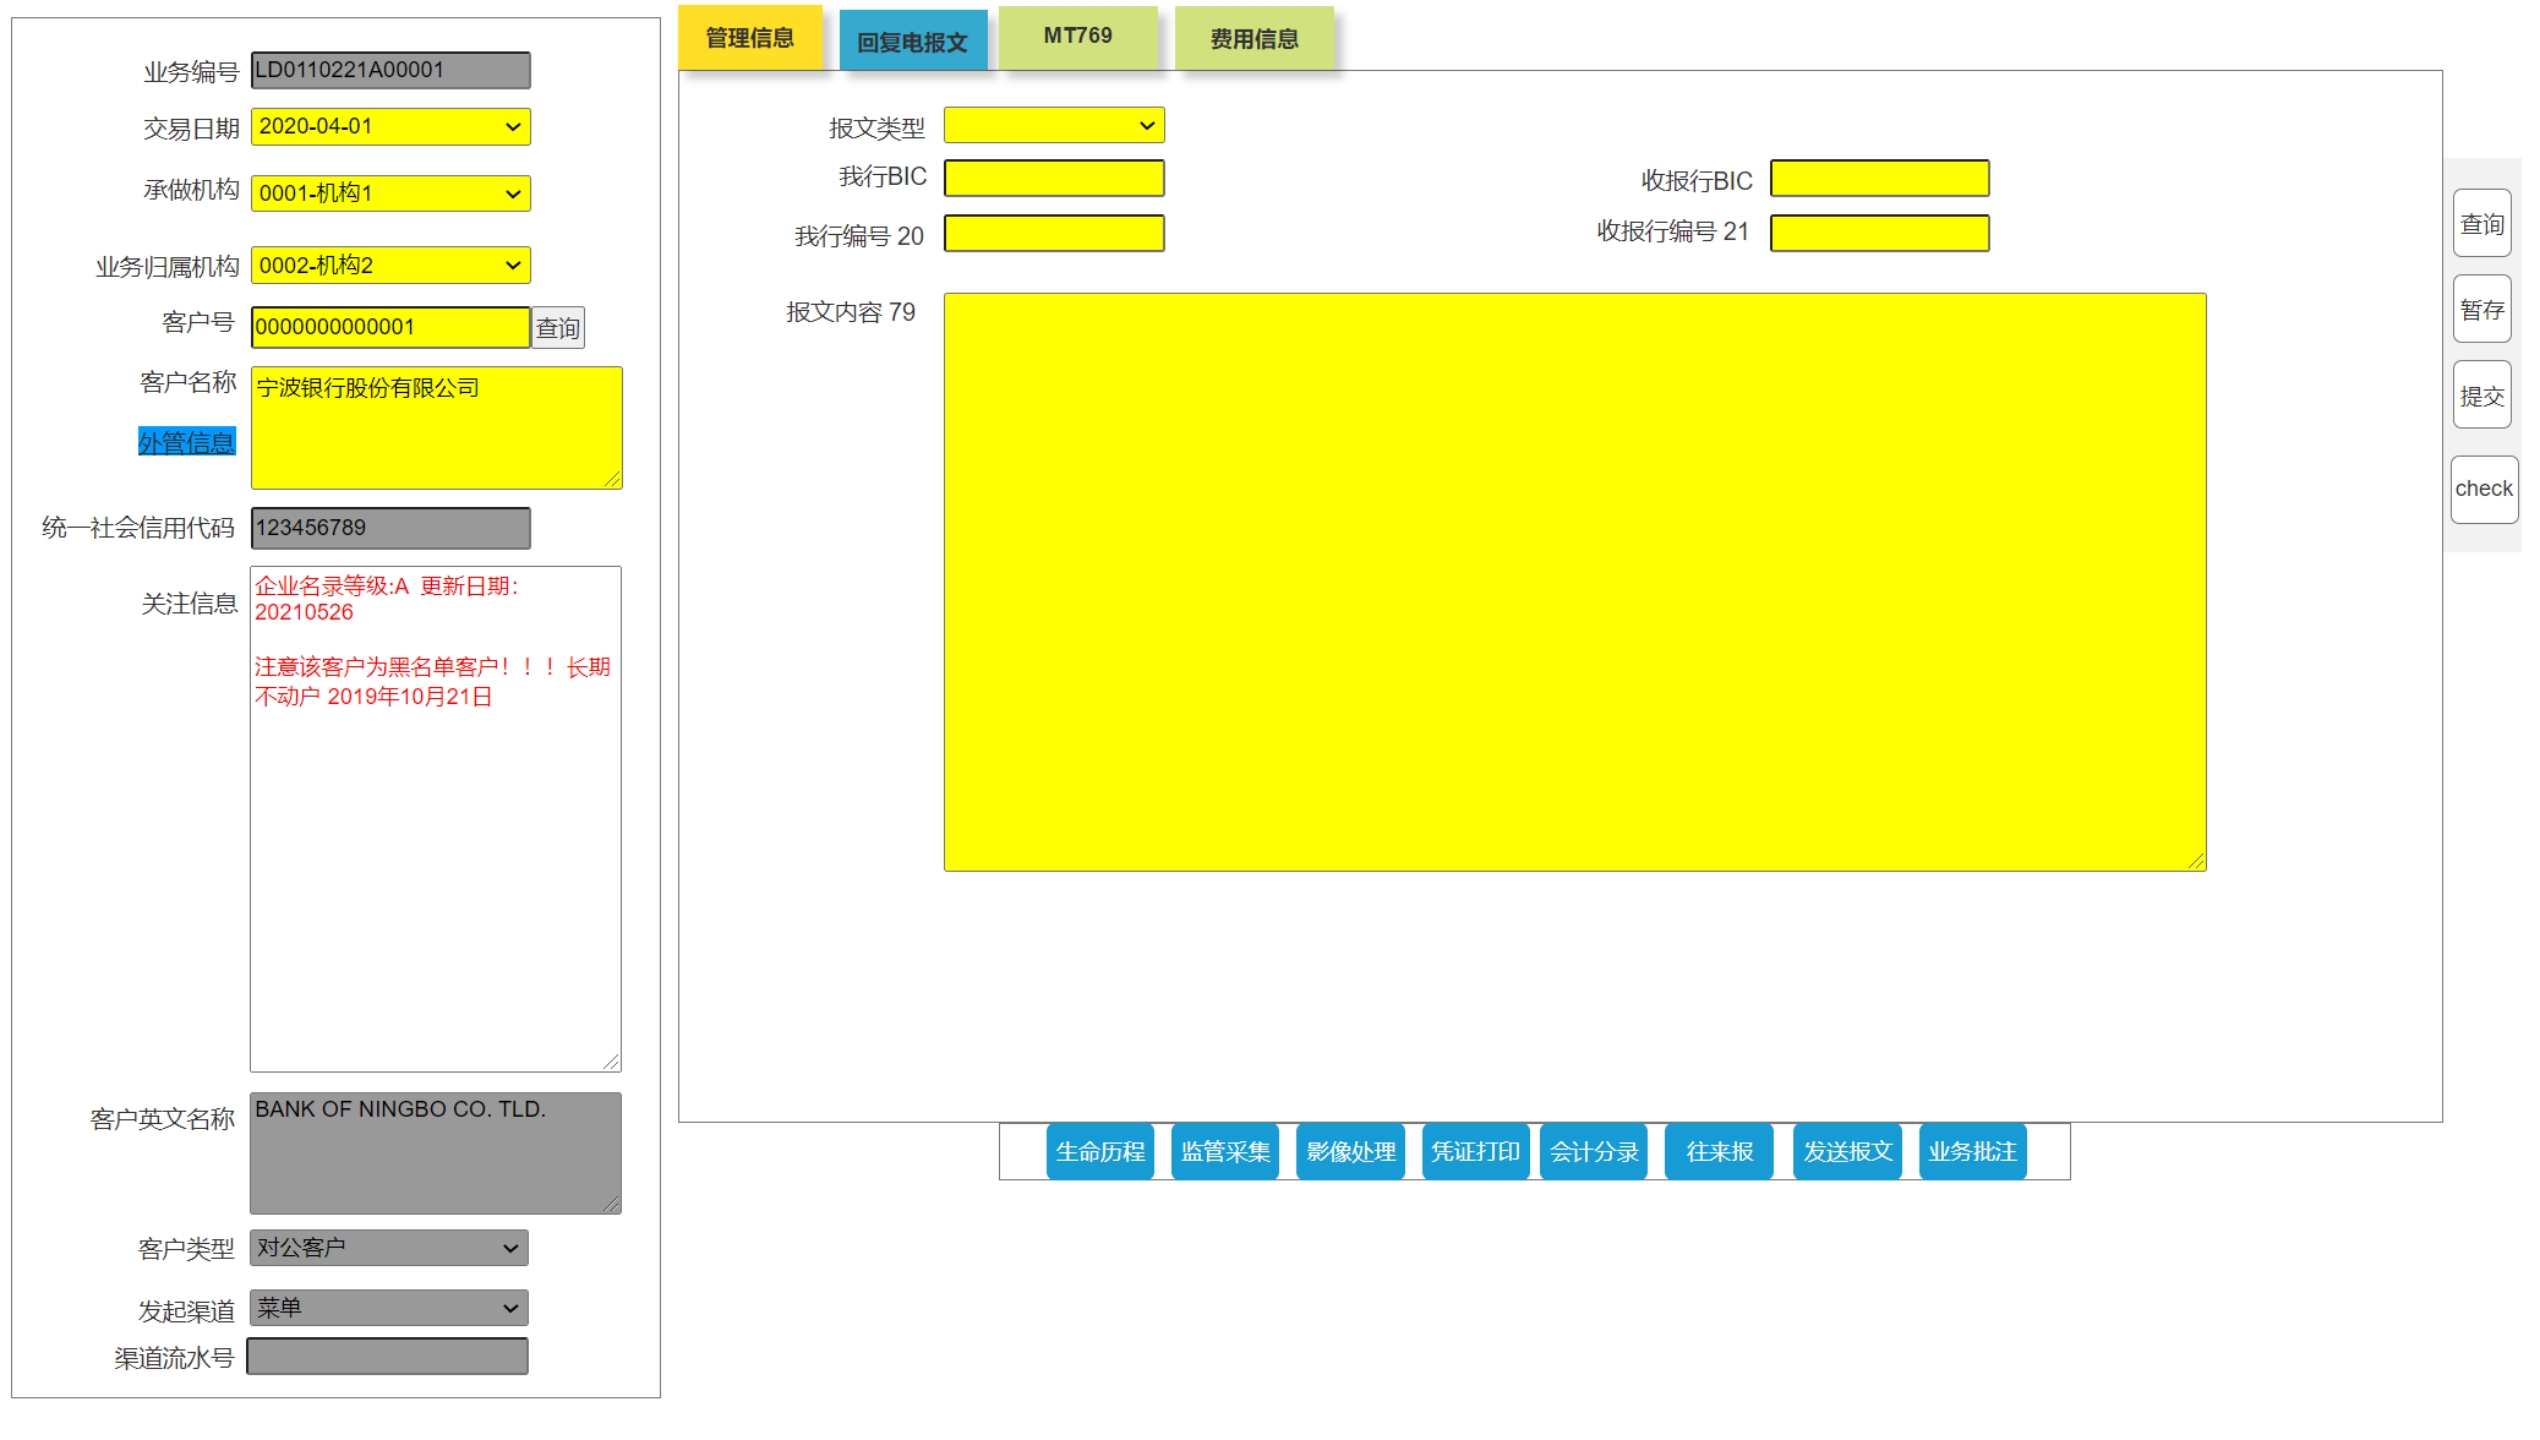 业务编号 LD0110221A00001
交易日期 2020-04-01
承做机构 0001-机构1
业务归属机构 0002-机构2
客户号 0000000000001 查询
客户名称 宁波银行股份有限公司
外管信息
统一社会信用代码 123456789
关注信息 企业名录等级:A 更新日期：
20210526
注意该客户为黑名单客户！！！长期
不动户 2019年10月21日
客户英文名称 BANK OF NINGBO CO. TLD.
客户类型 对公客户
发起渠道 菜单
渠道流水号
管理信息 回复电报文 MT769 费用信息
报文类型
我行BIC 收报行BIC
我行编号 20 收报行编号 21
报文内容 79
查询
暂存
提交
check
生命历程 监管采集 影像处理 凭证打印 会计分录 往来报 发送报文 业务批注